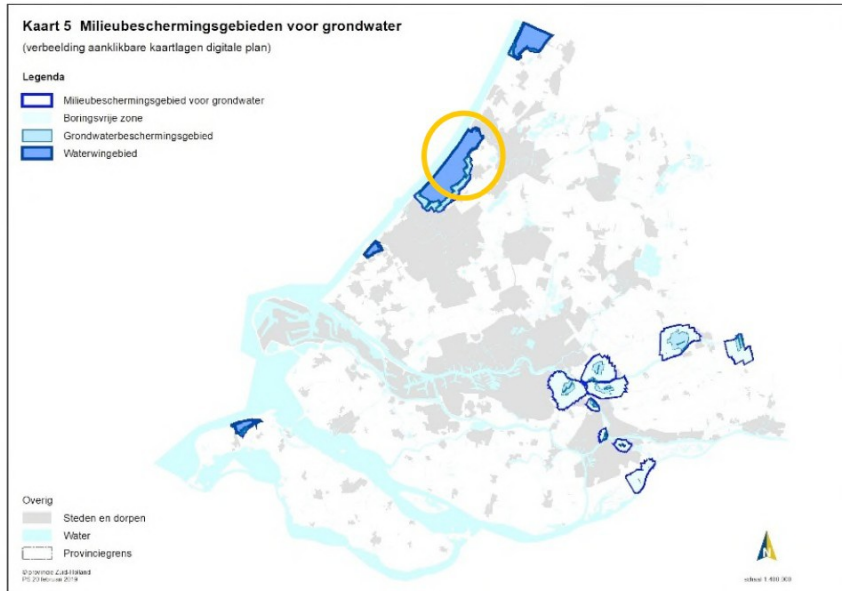 Kaart 5 Milieubeschermingsgebieden voor grondwater
(verbeelding aanklikbare kaartlagen digitale plan)
Legenda
Milieubeschermingsgebied voor grondwater
Boringsvrije zone
Grondwaterbeschermingsgebied
Waterwingebied
Overig
Steden en dorpen
Water
Provinciegrens
© provincie Zuid-Holland
PS 20 februari 2019
N